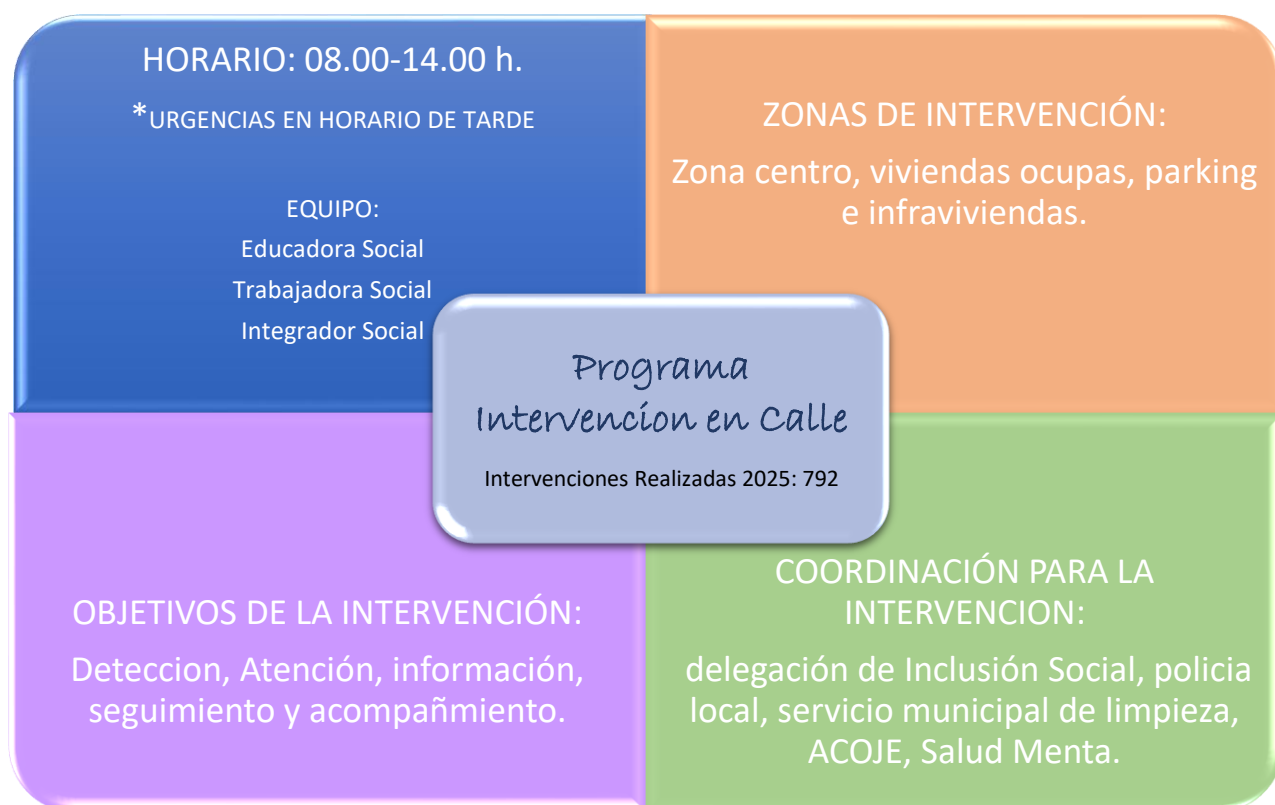 HORARIO: 08.00-14.00 h.
*URGENCIAS EN HORARIO DE TARDE
EQUIPO:
Educadora Social
Trabajadora Social
Integrador Social
ZONAS DE INTERVENCIÓN:
Zona centro, viviendas ocupas, parking
e infraviviendas.
Programa
Intervencion en Calle
Intervenciones Realizadas 2025: 792
OBJETIVOS DE LA INTERVENCIÓN:
Deteccion, Atención, información,
seguimiento y acompañmiento.
COORDINACIÓN PARA LA
INTERVENCION:
delegación de Inclusión Social, policia
local, servicio municipal de limpieza,
ACOJE, Salud Menta.